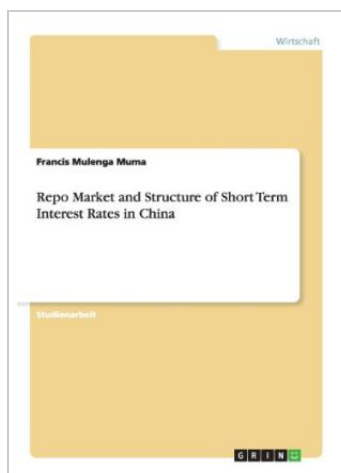 Wirtschaft
Francis Mulenga Muma
Repo Market and Structure of Short Term
Interest Rates in China
Studienarbeit
GRIN